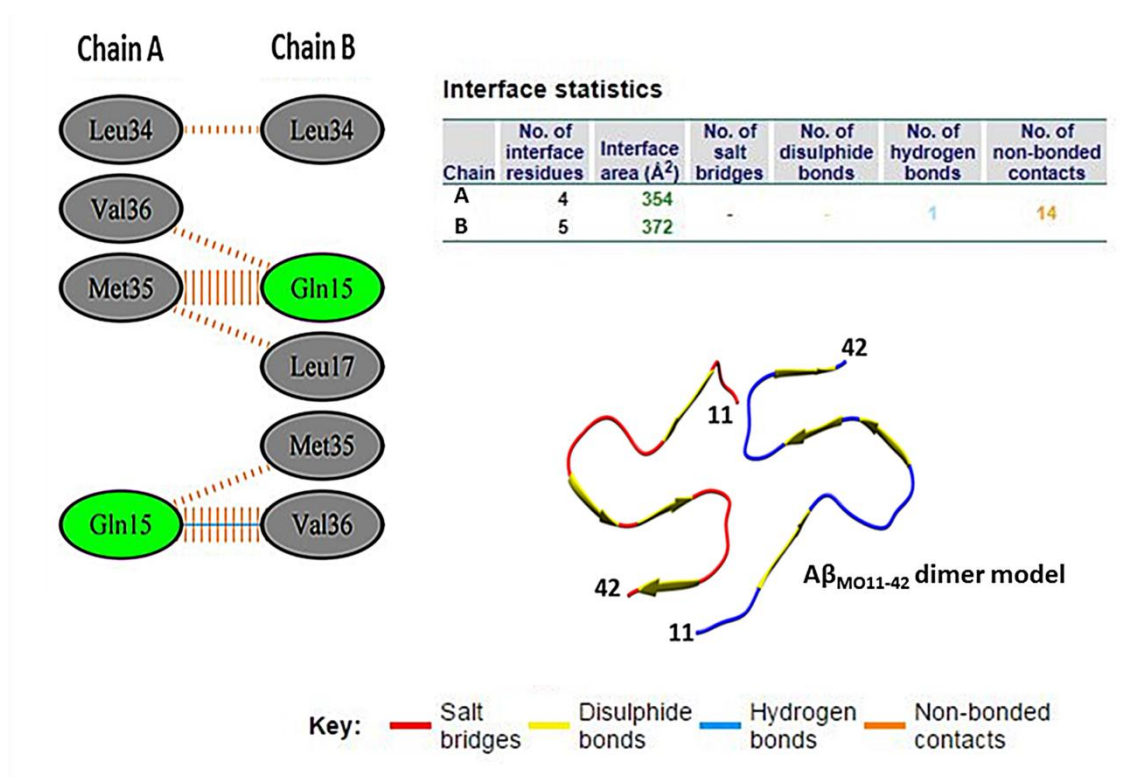 Chain A Chain B
Leu34 Leu34
Val36
Met35 Gln15
Leu17
Met35
Gln15 Val36
Interface statistics
No. of No. of No. of No. of No. of
interface Interface salt disulphide hydrogen non-bonded
Chain residues area (Å²) bridges bonds bonds contacts
A 4 354
- - 1 14
B 5 372
42
11
42
11
AβMO11-42 dimer model
Key: Salt bridges Disulphide bonds Hydrogen bonds Non-bonded contacts